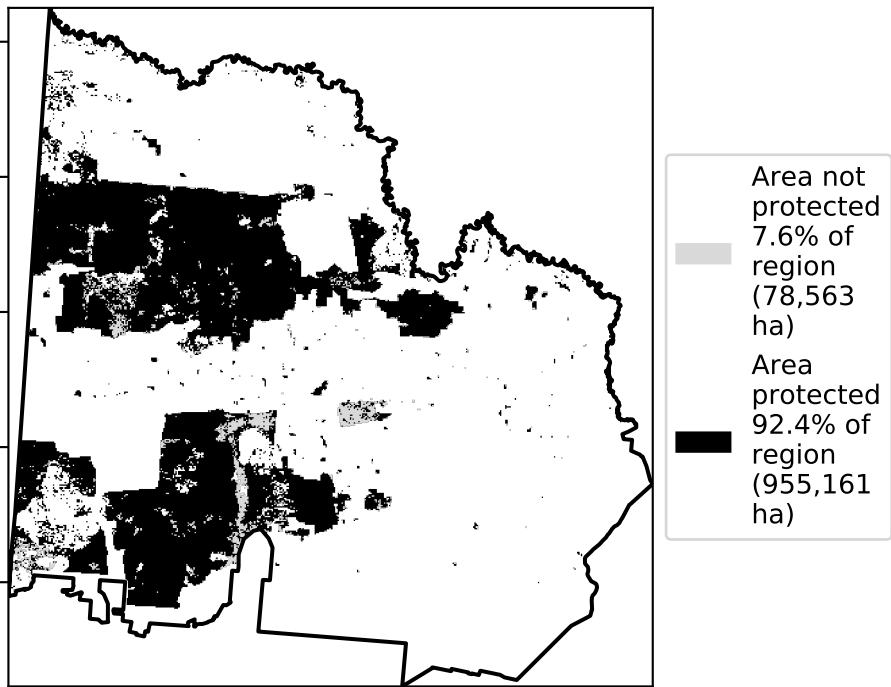 Area not
protected
7.6% of
region
(78,563
ha)
Area
protected
92.4% of
region
(955,161
ha)